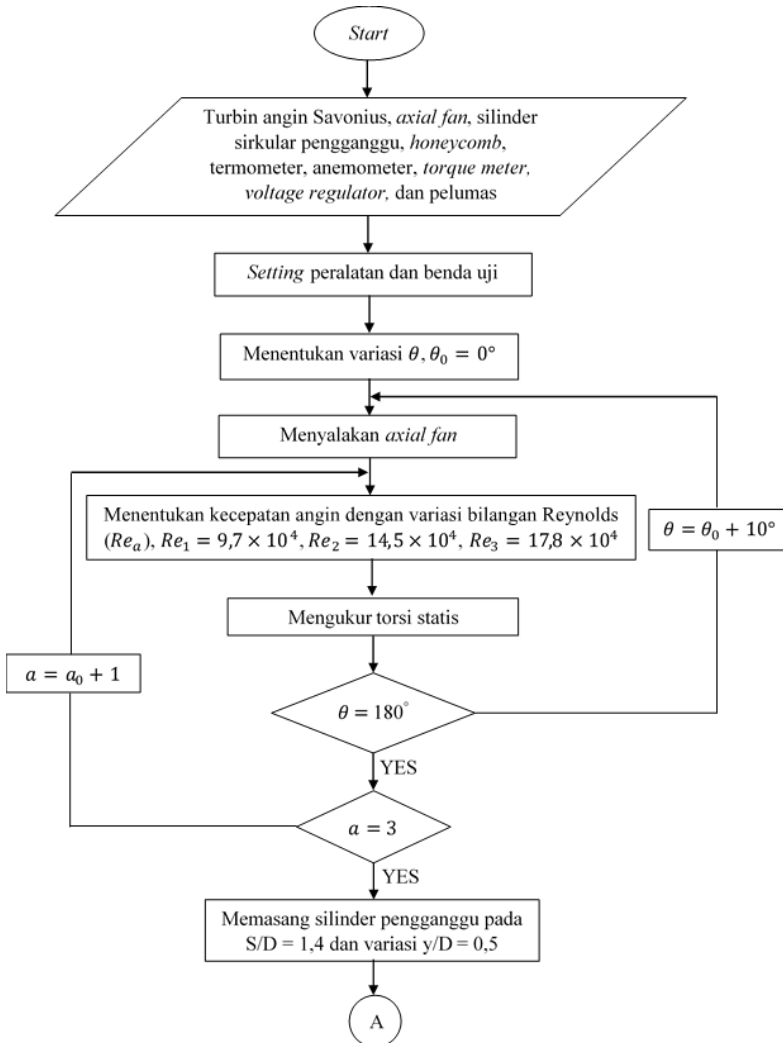 Start
Turbin angin Savonius, axial fan, silinder
sirkular pengganggu, honeycomb,
termometer, anemometer, torque meter,
voltage regulator, dan pelumas
Setting peralatan dan benda uji
Menentukan variasi θ, θ₀ = 0°
Menyalakan axial fan
Menentukan kecepatan angin dengan variasi bilangan Reynolds
(Reₐ), Re₁ = 9,7 × 10⁴, Re₂ = 14,5 × 10⁴, Re₃ = 17,8 × 10⁴
θ = θ₀ + 10°
Mengukur torsi statis
a = a₀ + 1
θ = 180°
YES
a = 3
YES
Memasang silinder pengganggu pada
S/D = 1,4 dan variasi y/D = 0,5
A